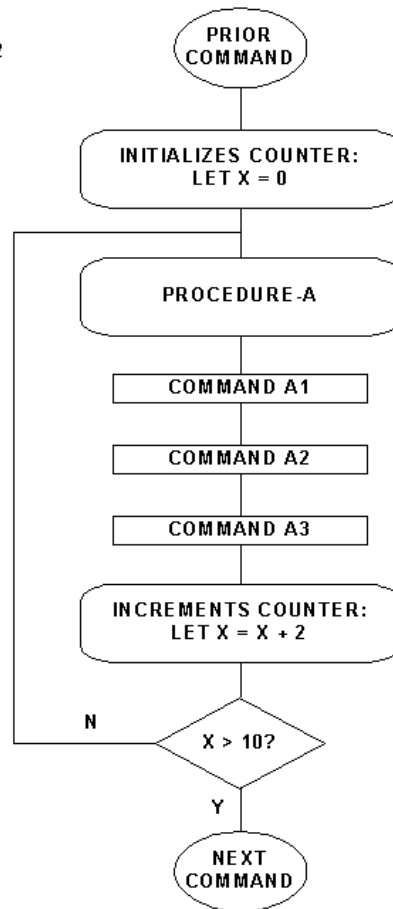 PRIOR
COMMAND
INITIALIZES COUNTER:
LET X = 0
PROCEDURE-A
COMMAND A1
COMMAND A2
COMMAND A3
INCREMENTS COUNTER:
LET X = X + 2
N
X > 10?
Y
NEXT
COMMAND